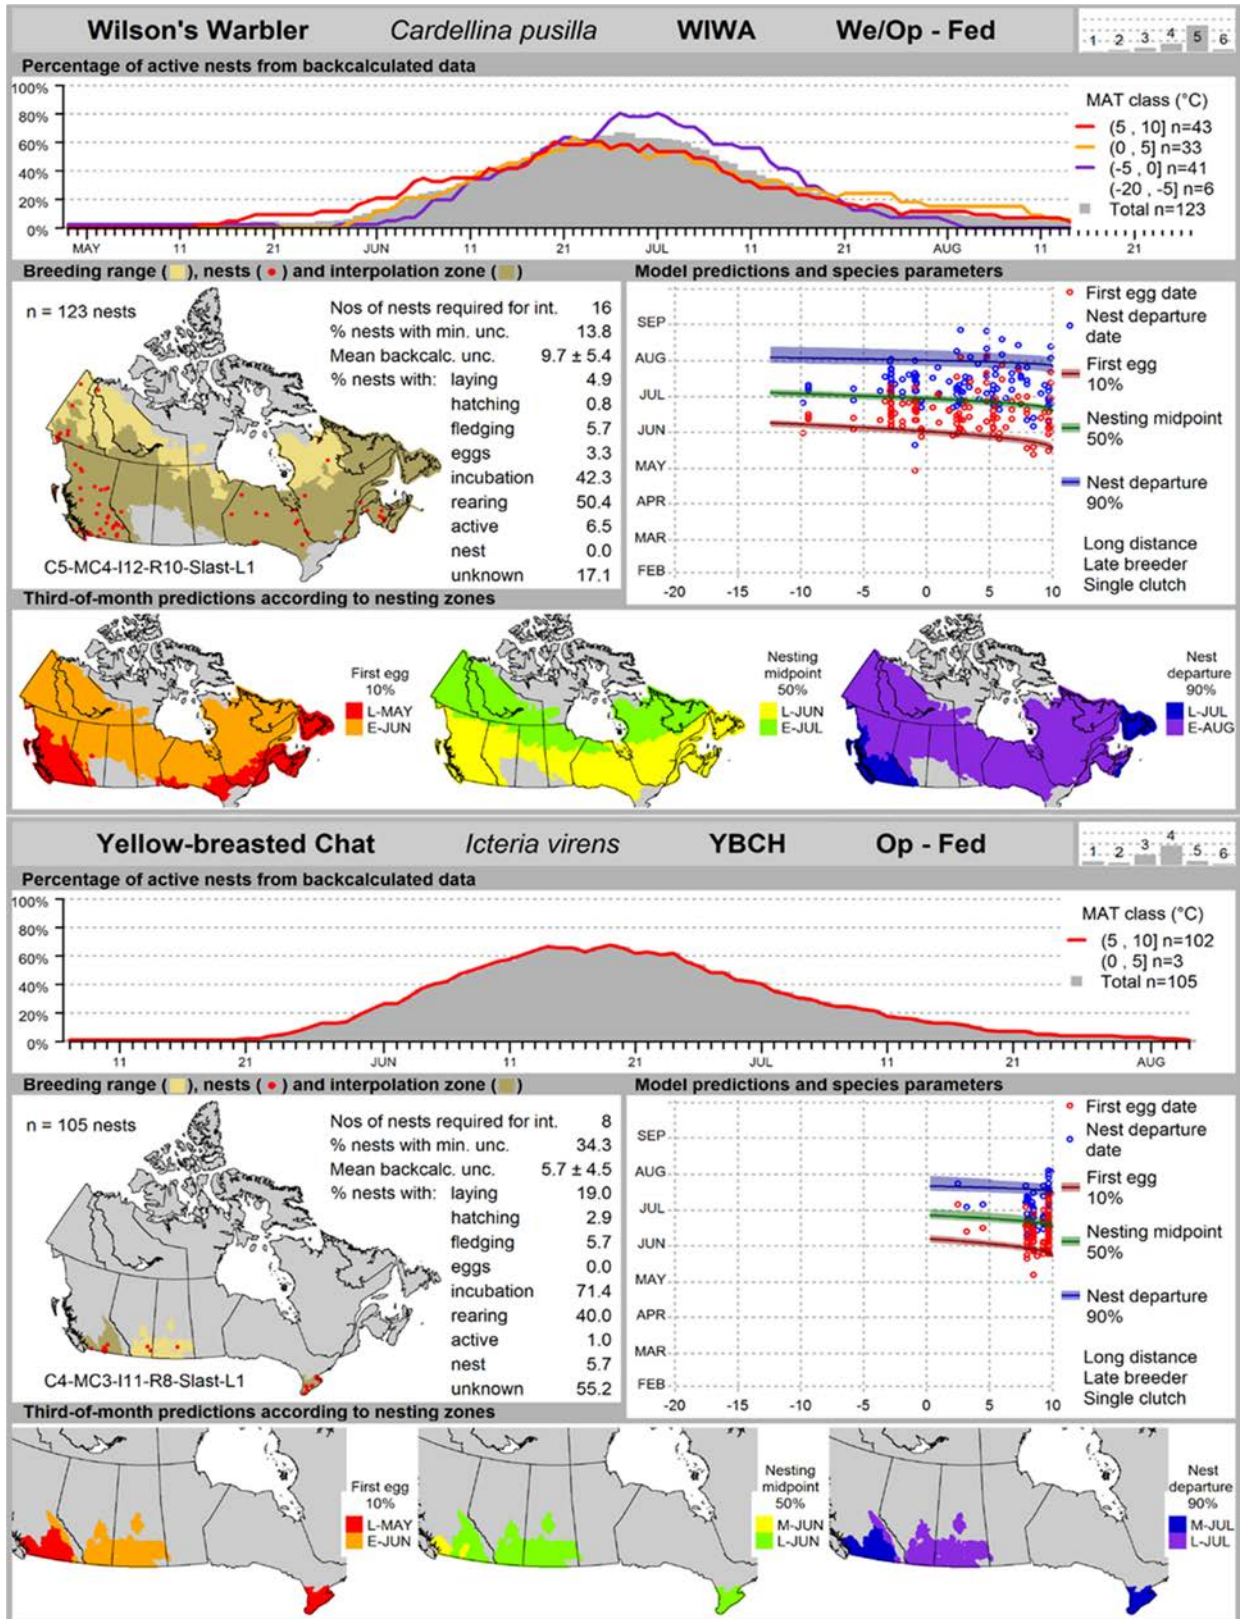 Wilson's Warbler Cardellina pusilla WIWA We/Op - Fed
1 2 3 4 5 6
Percentage of active nests from backcalculated data
100%
80%
60%
40%
20%
0%
MAY 11 21 JUN 11 21 JUL 11 21 AUG 11 21
MAT class (°C)
(5 , 10] n=43
(0 , 5] n=33
(-5 , 0] n=41
(-20 , -5] n=6
Total n=123
Breeding range ( ), nests ( • ) and interpolation zone ( )
n = 123 nests
Nos of nests required for int. 16
% nests with min. unc. 13.8
Mean backcalc. unc. 9.7 ± 5.4
% nests with: laying 4.9
hatching 0.8
fledging 5.7
eggs 3.3
incubation 42.3
rearing 50.4
active 6.5
nest 0.0
unknown 17.1
C5-MC4-I12-R10-Slast-L1
Model predictions and species parameters
SEP
AUG
JUL
JUN
MAY
APR
MAR
FEB
-20 -15 -10 -5 0 5 10
First egg date
Nest departure
date
First egg
10%
Nesting midpoint
50%
Nest departure
90%
Long distance
Late breeder
Single clutch
Third-of-month predictions according to nesting zones
First egg
10%
L-MAY
E-JUN
Nesting
midpoint
50%
L-JUN
E-JUL
Nest
departure
90%
L-JUL
E-AUG
Yellow-breasted Chat Icteria virens YBCH Op - Fed
1 2 3 4 5 6
Percentage of active nests from backcalculated data
100%
80%
60%
40%
20%
0%
11 21 JUN 11 21 JUL 11 21 AUG
MAT class (°C)
(5 , 10] n=102
(0 , 5] n=3
Total n=105
Breeding range ( ), nests ( • ) and interpolation zone ( )
n = 105 nests
Nos of nests required for int. 8
% nests with min. unc. 34.3
Mean backcalc. unc. 5.7 ± 4.5
% nests with: laying 19.0
hatching 2.9
fledging 5.7
eggs 0.0
incubation 71.4
rearing 40.0
active 1.0
nest 5.7
unknown 55.2
C4-MC3-I11-R8-Slast-L1
Model predictions and species parameters
SEP
AUG
JUL
JUN
MAY
APR
MAR
FEB
-20 -15 -10 -5 0 5 10
First egg date
Nest departure
date
First egg
10%
Nesting midpoint
50%
Nest departure
90%
Long distance
Late breeder
Single clutch
Third-of-month predictions according to nesting zones
First egg
10%
L-MAY
E-JUN
Nesting
midpoint
50%
M-JUN
L-JUN
Nest
departure
90%
M-JUL
L-JUL